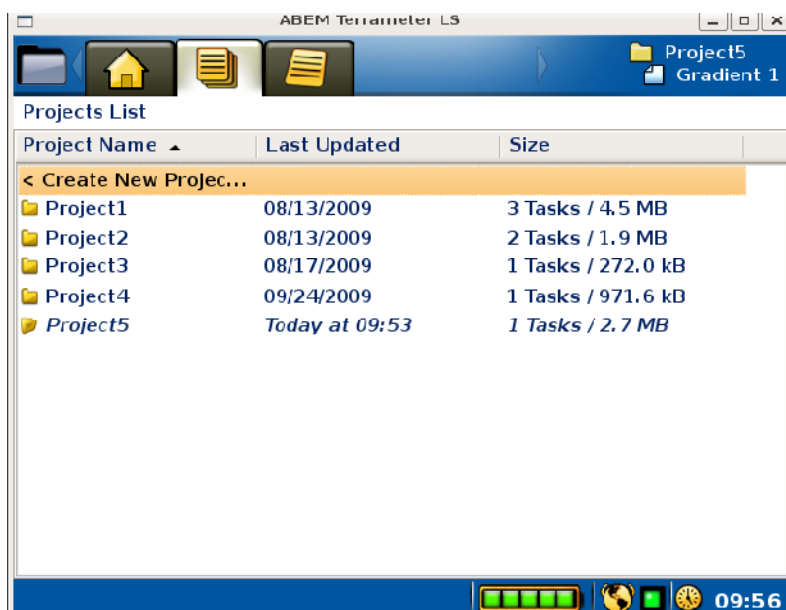 ABEM Terrameter LS
Project5
Gradient 1
Projects List
Project Name Last Updated Size
< Create New Projec...
Project1 08/13/2009 3 Tasks / 4.5 MB
Project2 08/13/2009 2 Tasks / 1.9 MB
Project3 08/17/2009 1 Tasks / 272.0 kB
Project4 09/24/2009 1 Tasks / 971.6 kB
Project5 Today at 09:53 1 Tasks / 2.7 MB
09:56